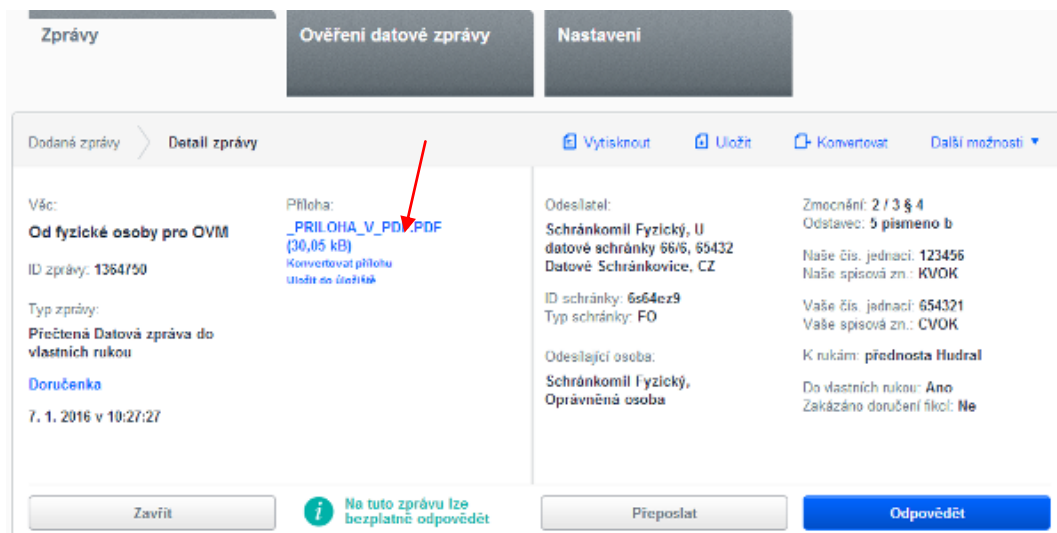 Zprávy
Ověření datové zprávy
Nastavení
Dodané zprávy
Detail zprávy
Vytisknout
Uložit
Konvertovat
Další možnosti
Věc:
Od fyzické osoby pro OVM
ID zprávy: 1364750
Typ zprávy:
Přečtená Datová zpráva do
vlastních rukou
Doručenka
7. 1. 2016 v 10:27:27
Příloha:
_PRILOHA_V_PDF.PDF
(30,05 kB)
Konvertovat přílohu
Uložit do úložiště
Odesílatel:
Schránkomil Fyzický, U
datové schránky 66/6, 65432
Datové Schránkovice, CZ
ID schránky: 6s64ez9
Typ schránky: FO
Odesílající osoba:
Schránkomil Fyzický,
Oprávněná osoba
Zmocnění: 2 / 3 § 4
Odstavec: 5 písmeno b
Naše čís. jednací: 123456
Naše spisová zn.: KVOK
Vaše čís. jednací: 654321
Vaše spisová zn.: CVOK
K rukám: přednosta Hudral
Do vlastních rukou: Ano
Zakázáno doručení fikcí: Ne
Zavřít
Na tuto zprávu lze
bezplatně odpovědět
Přeposlat
Odpovědět